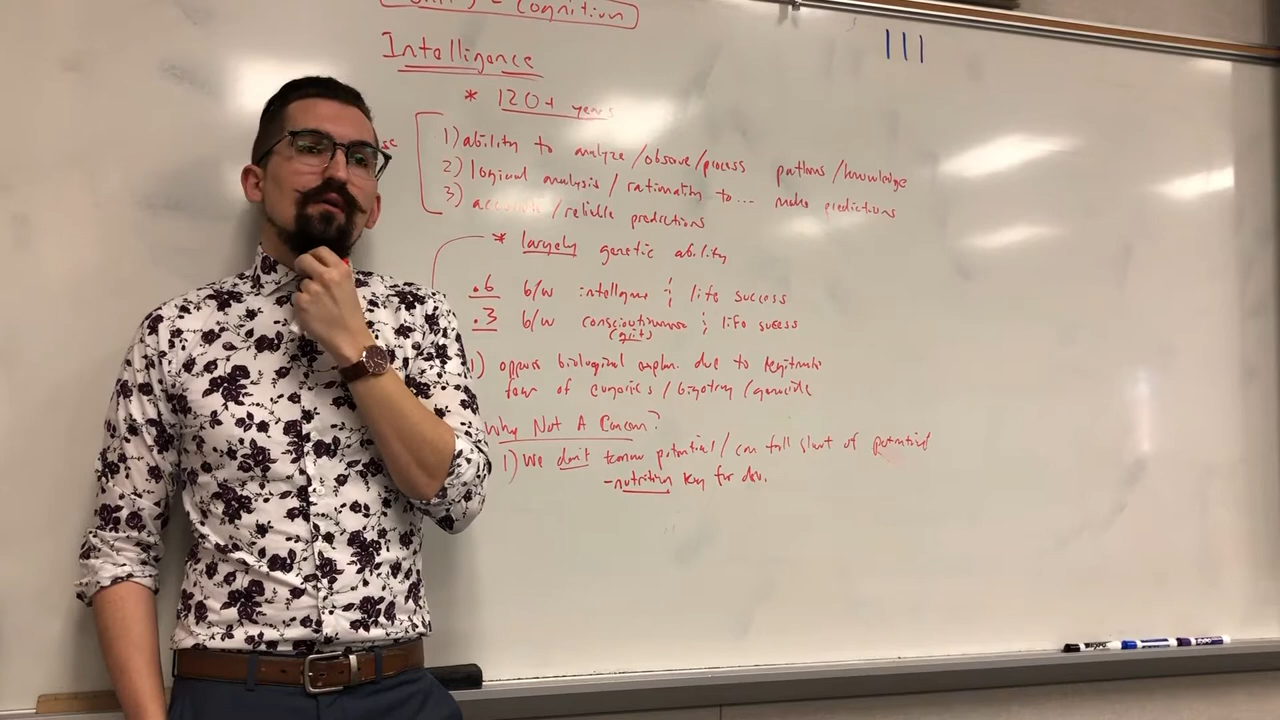 Cognition
Intelligence
* 120+ years
1) ability to analyze/observe/process patterns/knowledge
2) logical analysis/rationality to... make predictions
3) /reliable predictions
* largely genetic ability
.6 b/w intelligence & life success
.3 b/w & life success
(grit)
1) biological explan. due to legitimate
fear of eugenics/bigotry/genocide
Why Not A Concern?
1) We don't know potential/can fall short of potential
-nutrition key for dev.
EXPO